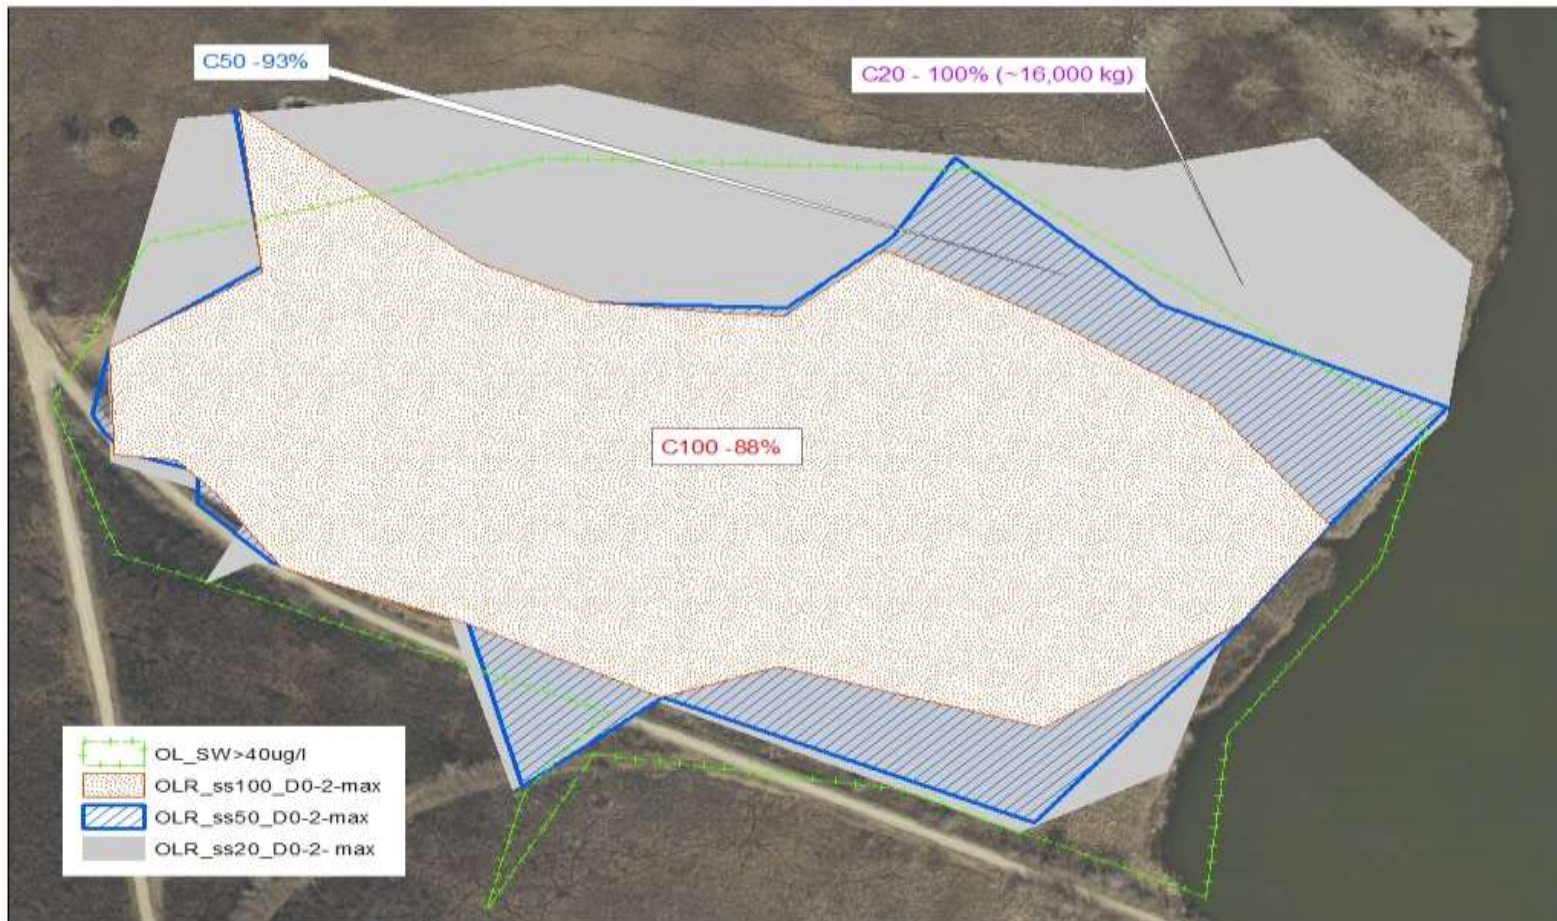 C50 -93%
C20 - 100% (~16,000 kg)
C100 -88%
OL_SW>40ug/l
OLR_ss100_D0-2-max
OLR_ss50_D0-2-max
OLR_ss20_D0-2- max